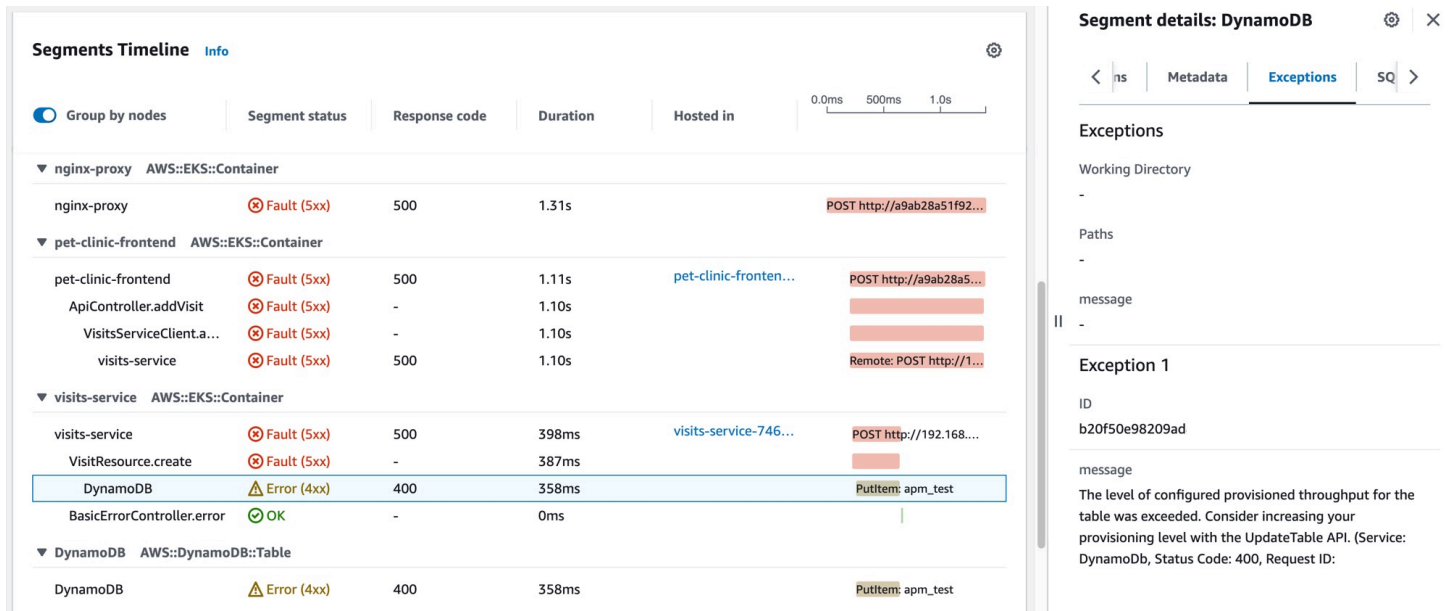 Segments Timeline Info
Group by nodes Segment status Response code Duration Hosted in 0.0ms 500ms 1.0s
nginx-proxy AWS::EKS::Container
nginx-proxy Fault (5xx) 500 1.31s POST http://a9ab28a51f92...
pet-clinic-frontend AWS::EKS::Container
pet-clinic-frontend Fault (5xx) 500 1.11s pet-clinic-fronten... POST http://a9ab28a5...
ApiController.addVisit Fault (5xx) - 1.10s
VisitsServiceClient.a... Fault (5xx) - 1.10s
visits-service Fault (5xx) 500 1.10s Remote: POST http://1...
visits-service AWS::EKS::Container
visits-service Fault (5xx) 500 398ms visits-service-746... POST http://192.168....
VisitResource.create Fault (5xx) - 387ms
DynamoDB Error (4xx) 400 358ms PutItem: apm_test
BasicErrorController.error OK - 0ms
DynamoDB AWS::DynamoDB::Table
DynamoDB Error (4xx) 400 358ms PutItem: apm_test
Segment details: DynamoDB
ns Metadata Exceptions SQ
Exceptions
Working Directory
-
Paths
-
message
-
Exception 1
ID
b20f50e98209ad
message
The level of configured provisioned throughput for the
table was exceeded. Consider increasing your
provisioning level with the UpdateTable API. (Service:
DynamoDb, Status Code: 400, Request ID: